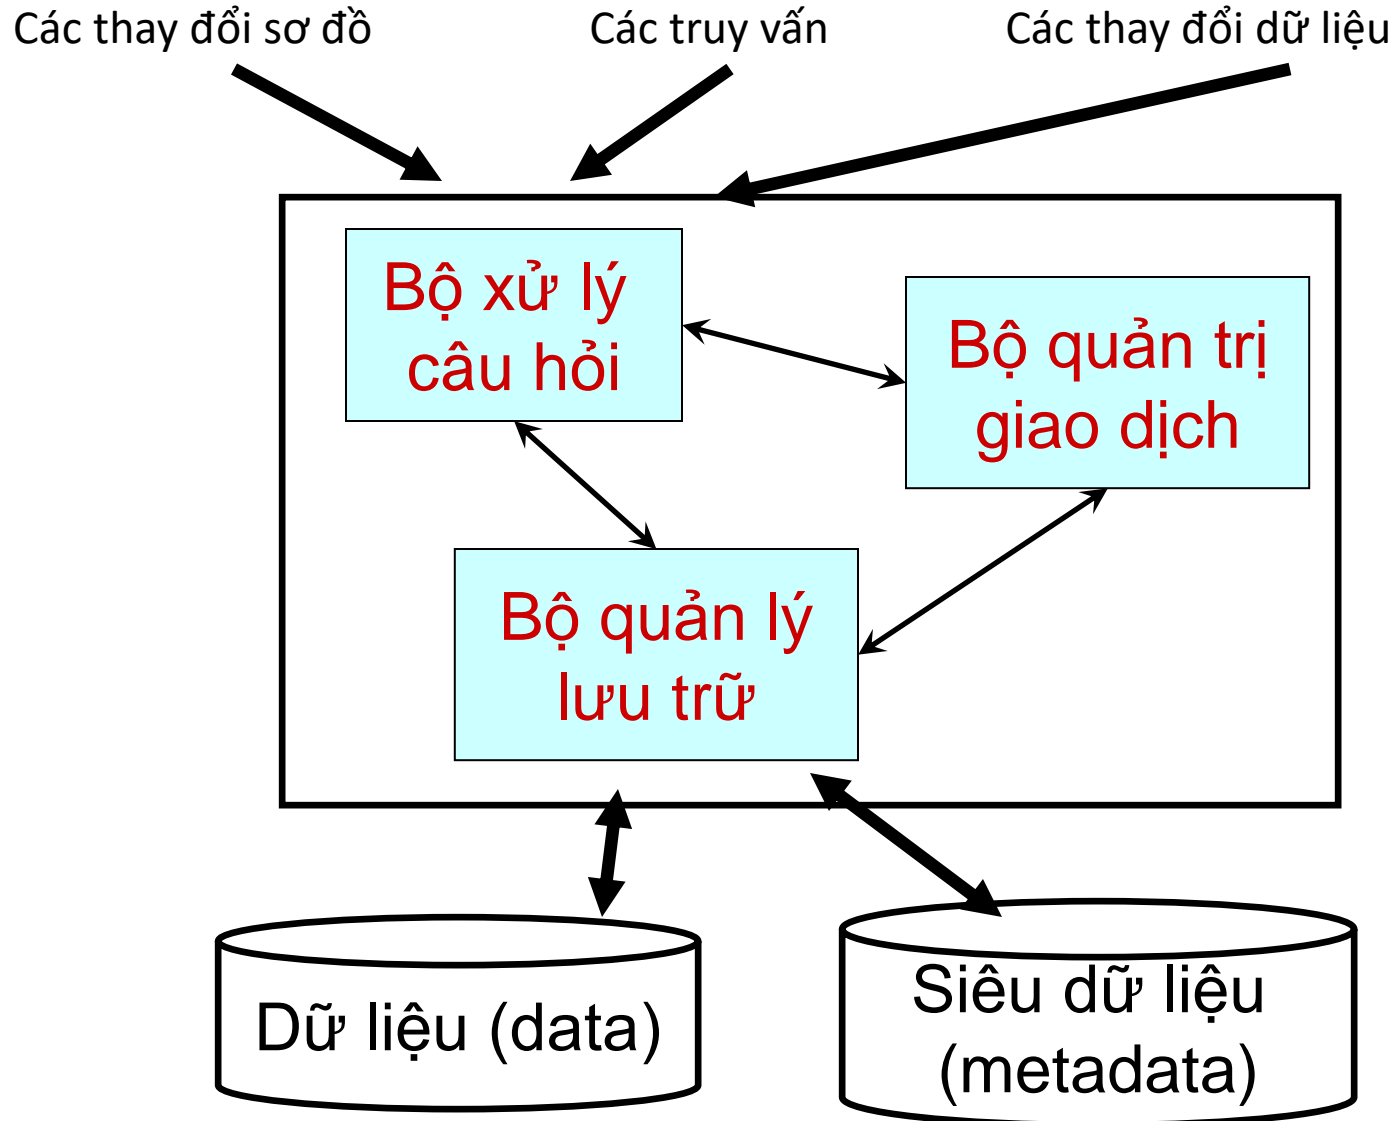 Các thay đổi sơ đồ
Các truy vấn
Các thay đổi dữ liệu
Bộ xử lý
câu hỏi
Bộ quản trị
giao dịch
Bộ quản lý
lưu trữ
Dữ liệu (data)
Siêu dữ liệu
(metadata)